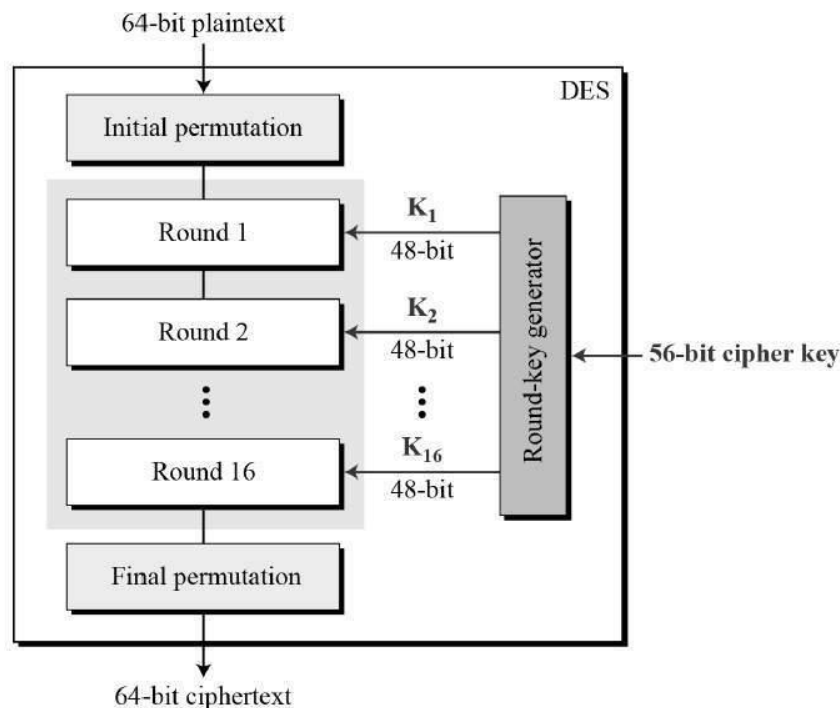 64-bit plaintext
DES
Initial permutation
K1
Round 1
48-bit
K2
Round 2
48-bit
Round-key generator
56-bit cipher key
K16
Round 16
48-bit
Final permutation
64-bit ciphertext